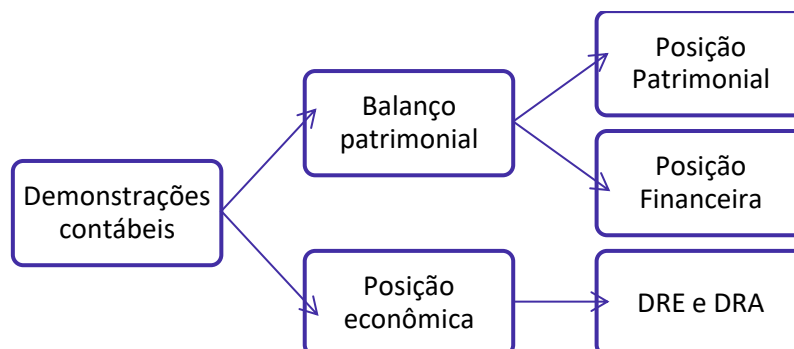 Demonstrações
contábeis
Balanço
patrimonial
Posição
Patrimonial
Posição
Financeira
Posição
econômica
DRE e DRA